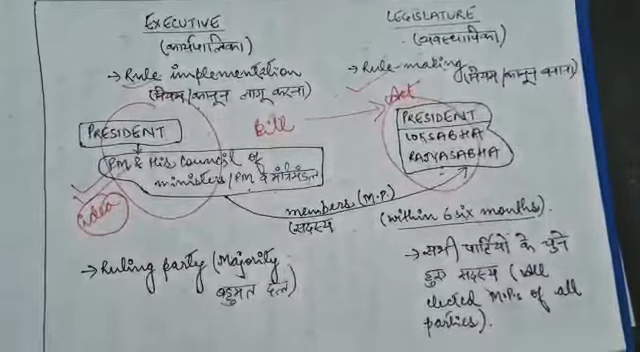 EXECUTIVE
(कार्यपालिका)
→ Rule implementation
(नियम/कानून लागू करना)
PRESIDENT
PM & His Council of
ministers/PM व मंत्रिमंडल
idea
→ Ruling party (Majority
बहुमत दल)
Bill
Act
members (M.P.)
(सदस्य
LEGISLATURE
(व्यवस्थापिका)
→ Rule-making
(नियम/कानून बनाना)
PRESIDENT
LOKSABHA
RAJYASABHA
(within 6 six months).
→ सभी पार्टियों के चुने
हुए सदस्य (All
elected M.P.s of all
parties).